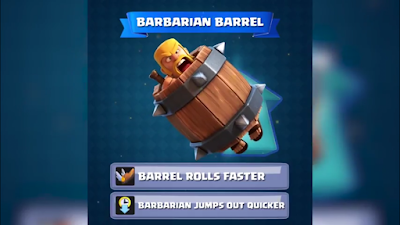 BARBARIAN BARREL
BARREL ROLLS FASTER
BARBARIAN JUMPS OUT QUICKER